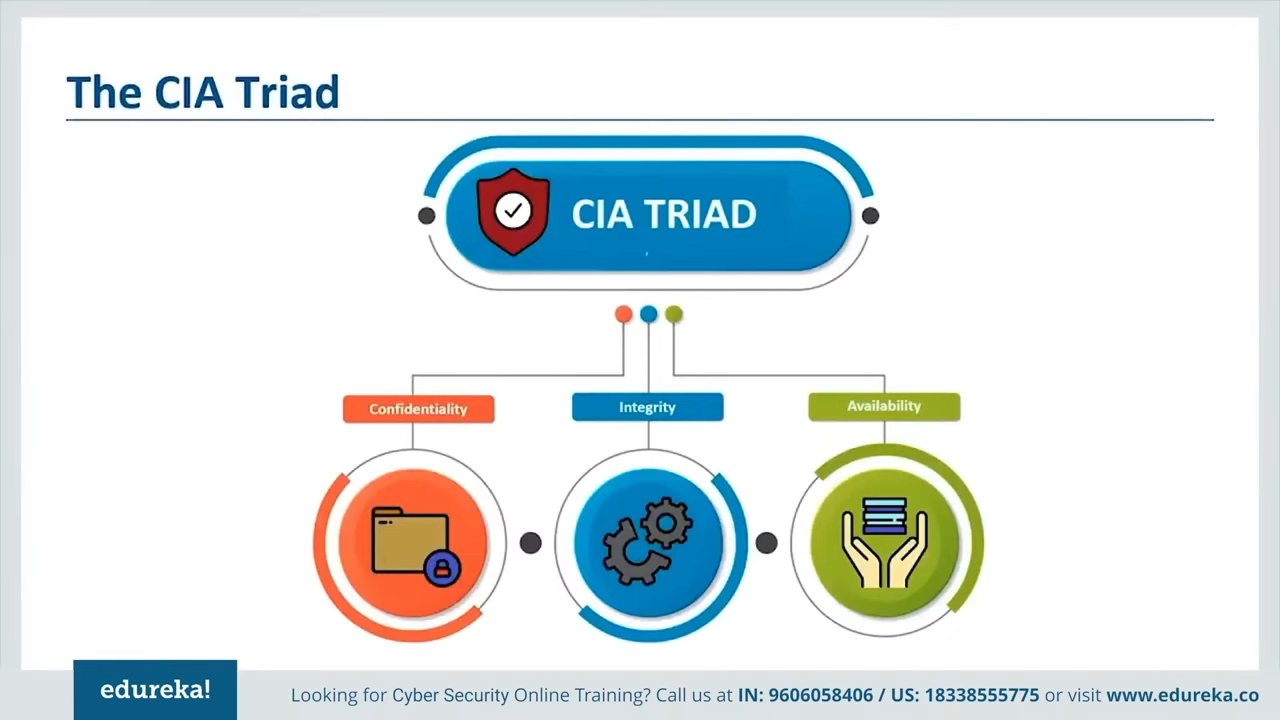 The CIA Triad
CIA TRIAD
Confidentiality
Integrity
Availability
edureka!
Looking for Cyber Security Online Training? Call us at IN: 9606058406 / US: 18338555775 or visit www.edureka.co